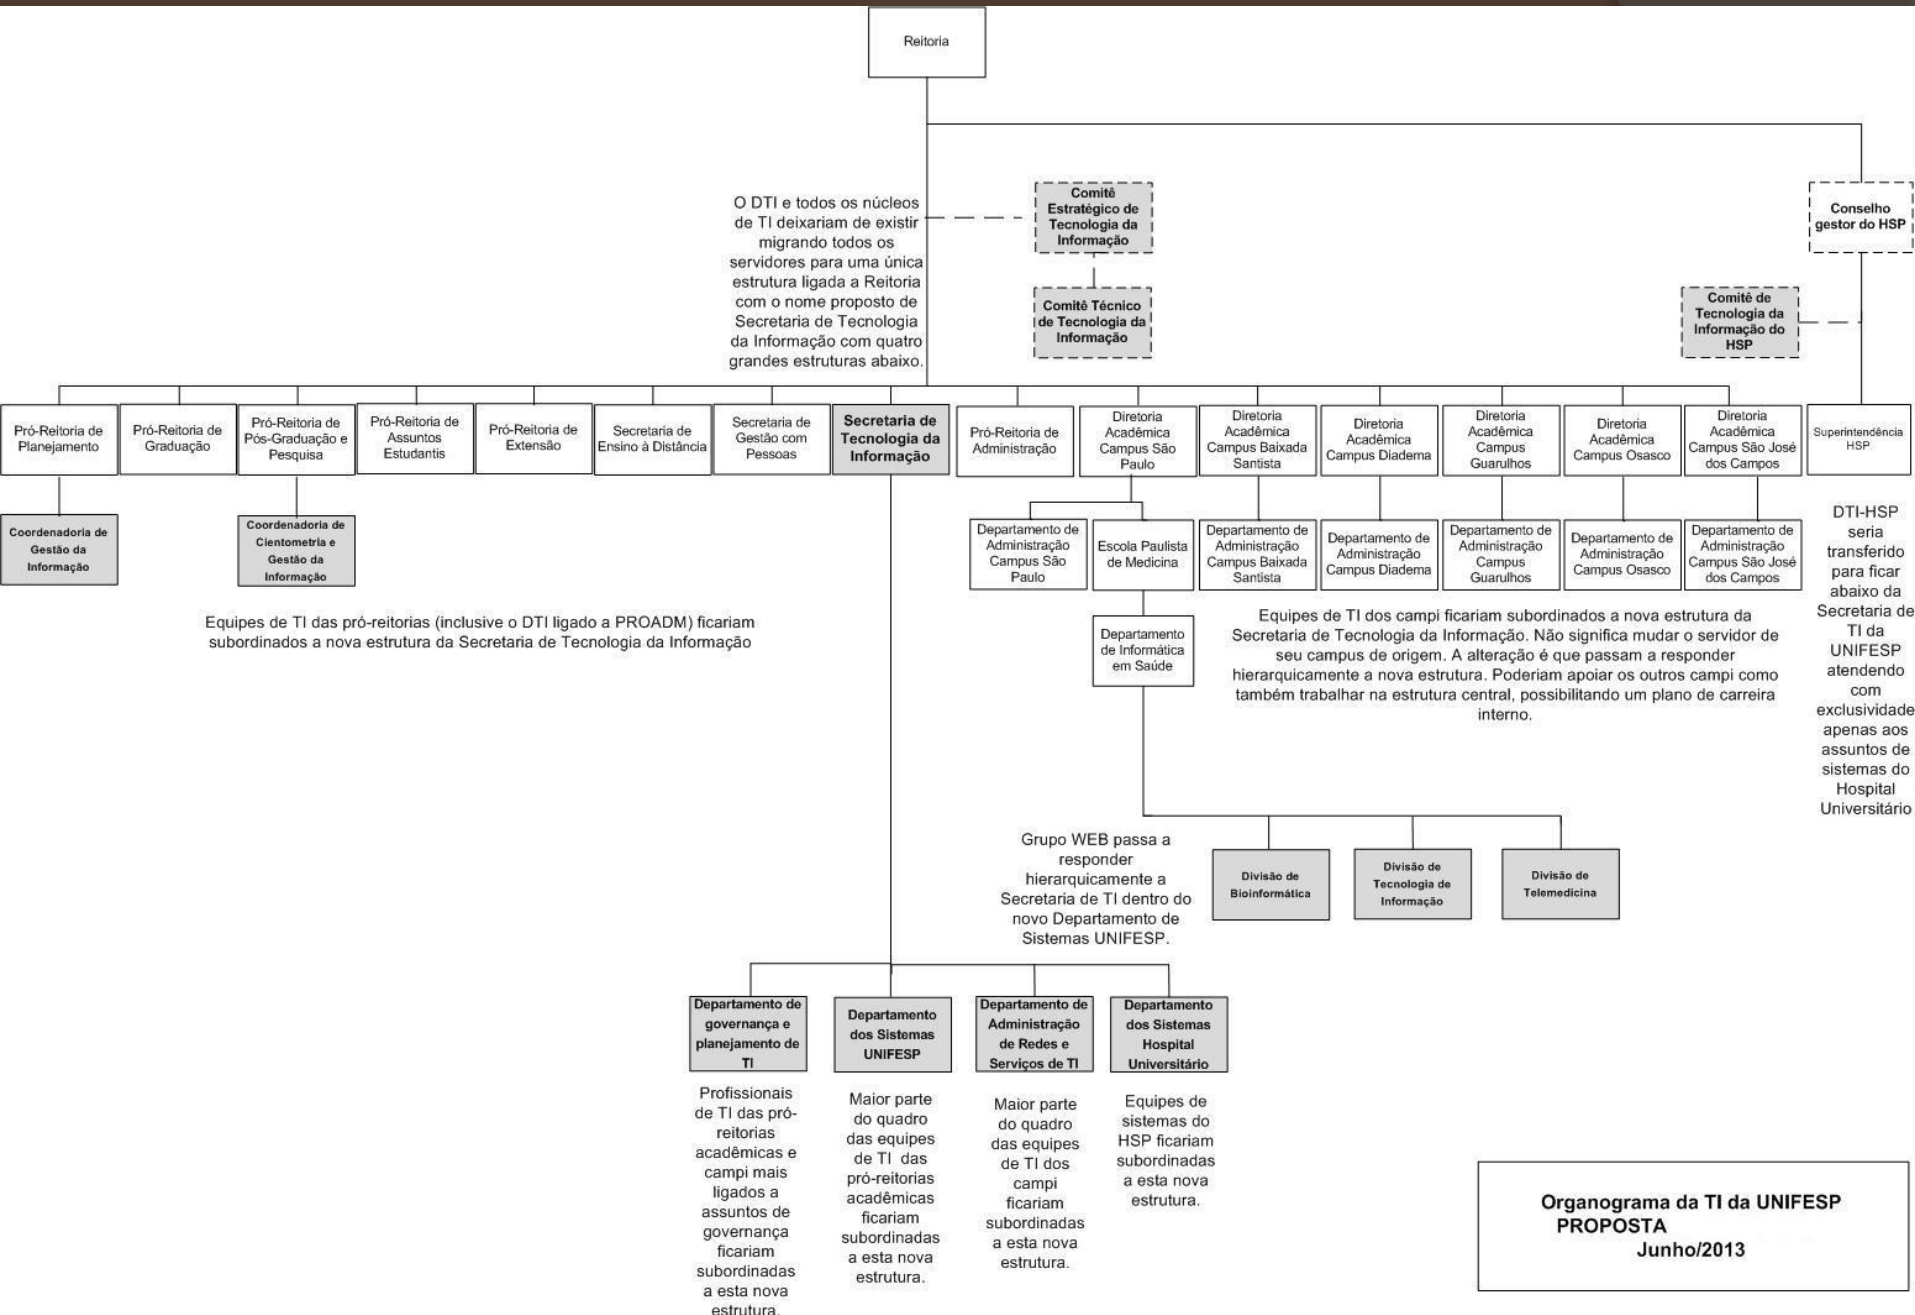 Reitoria
O DTI e todos os núcleos
de TI deixariam de existir
migrando todos os
servidores para uma única
estrutura ligada a Reitoria
com o nome proposto de
Secretaria de Tecnologia
da Informação com quatro
grandes estruturas abaixo.
Comitê
Estratégico de
Tecnologia da
Informação
Comitê Técnico
de Tecnologia da
Informação
Conselho
gestor do HSP
Comitê de
Tecnologia da
Informação do
HSP
Pró-Reitoria de
Planejamento
Pró-Reitoria de
Graduação
Pró-Reitoria de
Pós-Graduação e
Pesquisa
Pró-Reitoria de
Assuntos
Estudantis
Pró-Reitoria de
Extensão
Secretaria de
Ensino à Distância
Secretaria de
Gestão com
Pessoas
Secretaria de
Tecnologia da
Informação
Pró-Reitoria de
Administração
Diretoria
Acadêmica
Campus São
Paulo
Diretoria
Acadêmica
Campus Baixada
Santista
Diretoria
Acadêmica
Campus Diadema
Diretoria
Acadêmica
Campus
Guarulhos
Diretoria
Acadêmica
Campus Osasco
Diretoria
Acadêmica
Campus São José
dos Campos
Superintendência
HSP
Coordenadoria de
Gestão da
Informação
Coordenadoria de
Cientometria e
Gestão da
Informação
Departamento de
Administração
Campus São
Paulo
Escola Paulista
de Medicina
Departamento de
Administração
Campus Baixada
Santista
Departamento de
Administração
Campus Diadema
Departamento de
Administração
Campus
Guarulhos
Departamento de
Administração
Campus Osasco
Departamento de
Administração
Campus São José
dos Campos
DTI-HSP
seria
transferido
para ficar
abaixo da
Secretaria de
TI da
UNIFESP
atendendo
com
exclusividade
apenas aos
assuntos de
sistemas do
Hospital
Universitário
Equipes de TI das pró-reitorias (inclusive o DTI ligado a PROADM) ficariam
subordinados a nova estrutura da Secretaria de Tecnologia da Informação
Departamento
de Informática
em Saúde
Equipes de TI dos campi ficariam subordinados a nova estrutura da
Secretaria de Tecnologia da Informação. Não significa mudar o servidor de
seu campus de origem. A alteração é que passam a responder
hierarquicamente a nova estrutura. Poderiam apoiar os outros campi como
também trabalhar na estrutura central, possibilitando um plano de carreira
interno.
Grupo WEB passa a
responder
hierarquicamente a
Secretaria de TI dentro do
novo Departamento de
Sistemas UNIFESP.
Divisão de
Bioinformática
Divisão de
Tecnologia de
Informação
Divisão de
Telemedicina
Departamento de
governança e
planejamento de
TI
Departamento
dos Sistemas
UNIFESP
Departamento de
Administração
de Redes e
Serviços de TI
Departamento
dos Sistemas
Hospital
Universitário
Profissionais
de TI das pró-
reitorias
acadêmicas e
campi mais
ligados a
assuntos de
governança
ficariam
subordinadas
a esta nova
estrutura.
Maior parte
do quadro
das equipes
de TI das
pró-reitorias
acadêmicas
ficariam
subordinadas
a esta nova
estrutura.
Maior parte
do quadro
das equipes
de TI dos
campi
ficariam
subordinadas
a esta nova
estrutura.
Equipes de
sistemas do
HSP ficariam
subordinadas
a esta nova
estrutura.
Organograma da TI da UNIFESP
PROPOSTA
Junho/2013